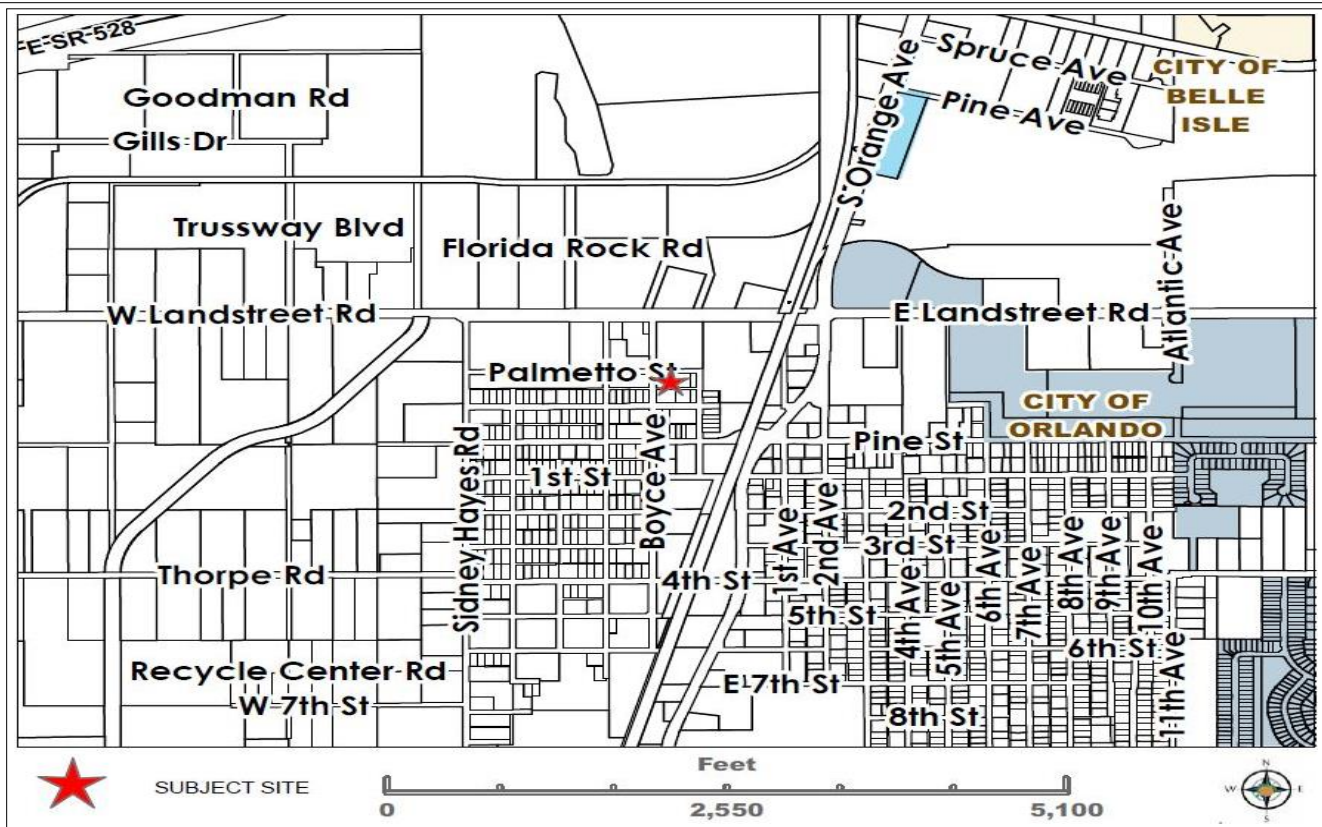 E SR 528
Goodman Rd
Gills Dr
Spruce Ave
Pine Ave
CITY OF
BELLE
ISLE
S Orange Ave
Trussway Blvd
Florida Rock Rd
Atlantic Ave
W Landstreet Rd
E Landstreet Rd
Palmetto St
CITY OF
ORLANDO
Sidney Hayes Rd
Boyce Ave
Pine St
1st St
1st Ave
2nd Ave
2nd St
3rd St
Thorpe Rd
4th St
4th Ave
5th Ave
6th Ave
7th Ave
8th Ave
9th Ave
10th Ave
5th St
6th St
11th Ave
Recycle Center Rd
W 7th St
E 7th St
8th St
Feet
SUBJECT SITE
0
2,550
5,100
N
W
E
S